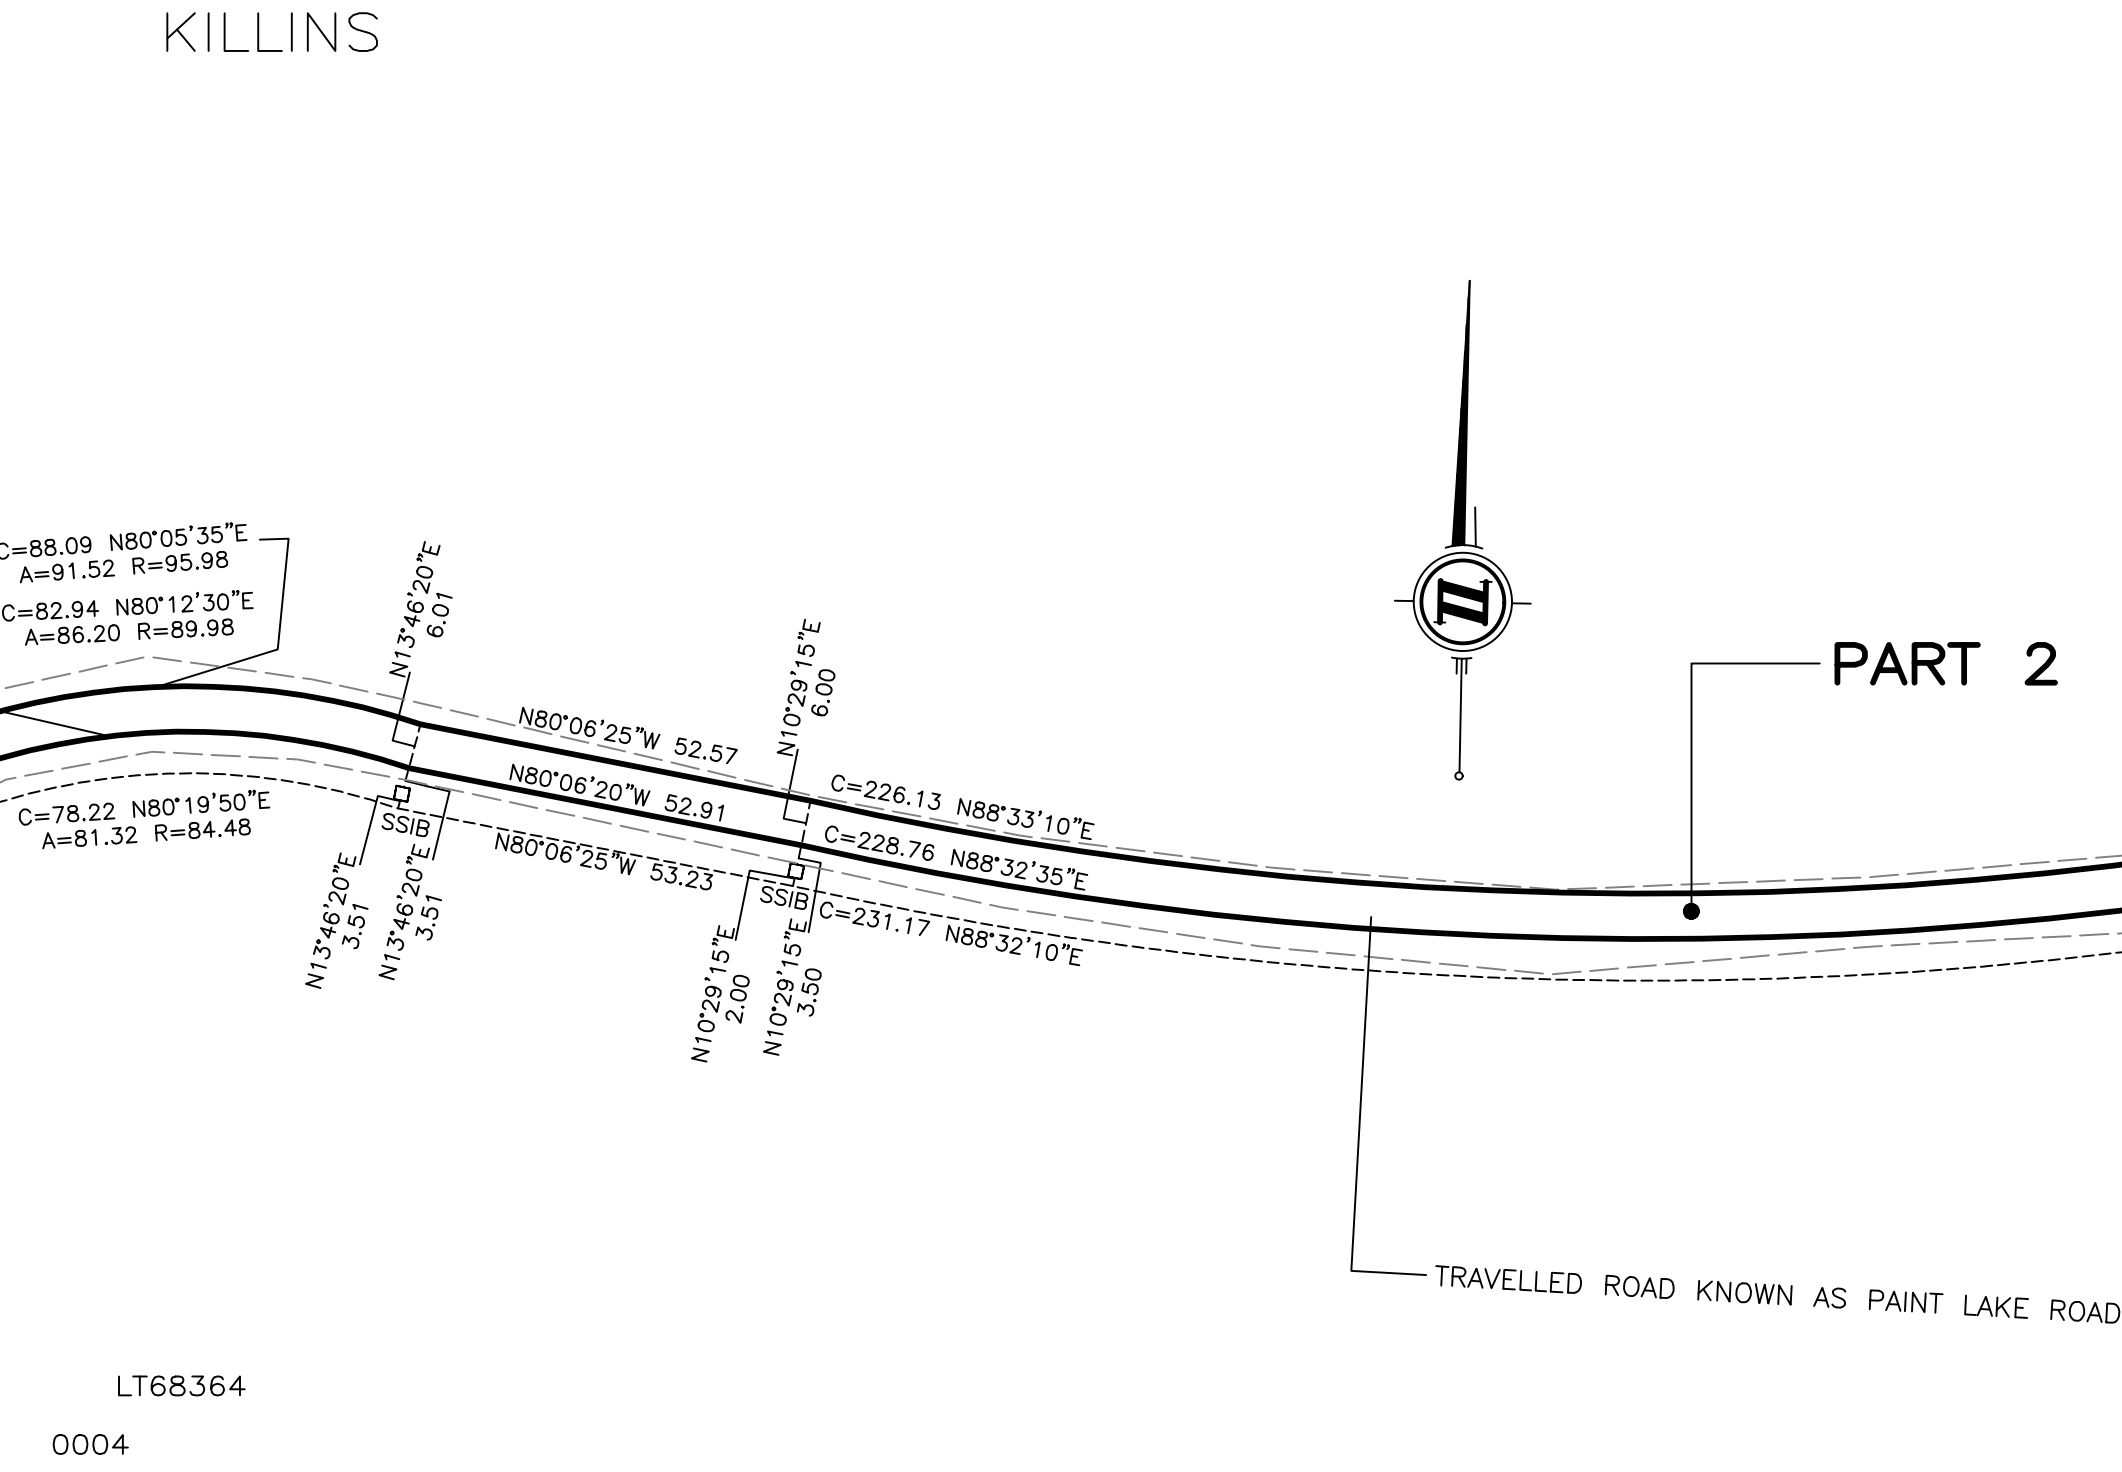 KILLINS
C=88.09 N80°05'35"E
A=91.52 R=95.98
C=82.94 N80°12'30"E
A=86.20 R=89.98
N13°46'20"E
6.01
N10°29'15"E
6.00
PART 2
N80°06'25"W 52.57
N80°06'20"W 52.91
C=226.13 N88°33'10"E
C=228.76 N88°32'35"E
C=78.22 N80°19'50"E
A=81.32 R=84.48
SSIB
N80°06'25"W 53.23
SSIB
C=231.17 N88°32'10"E
N13°46'20"E
3.51
N13°46'20"E
3.51
N10°29'15"E
2.00
N10°29'15"E
3.50
TRAVELLED ROAD KNOWN AS PAINT LAKE ROAD
LT68364
0004